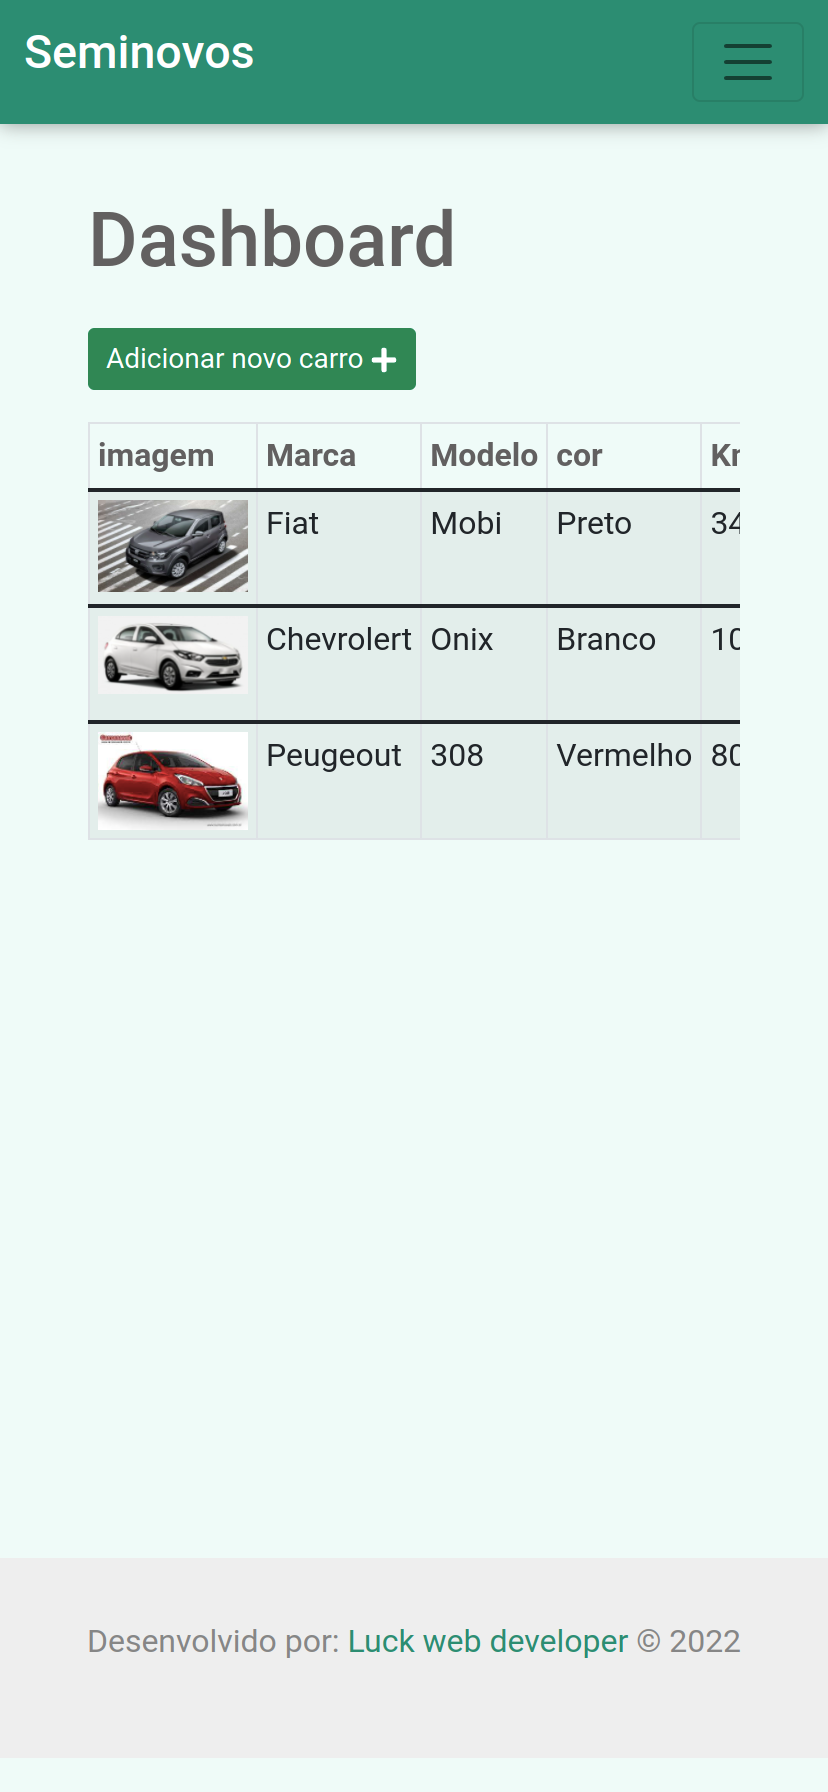 Seminovos
Dashboard
Adicionar novo carro
imagem Marca Modelo cor
Fiat Mobi Preto 34
Chevrolert Onix Branco 10
Peugeout 308 Vermelho 80
Desenvolvido por: Luck web developer © 2022